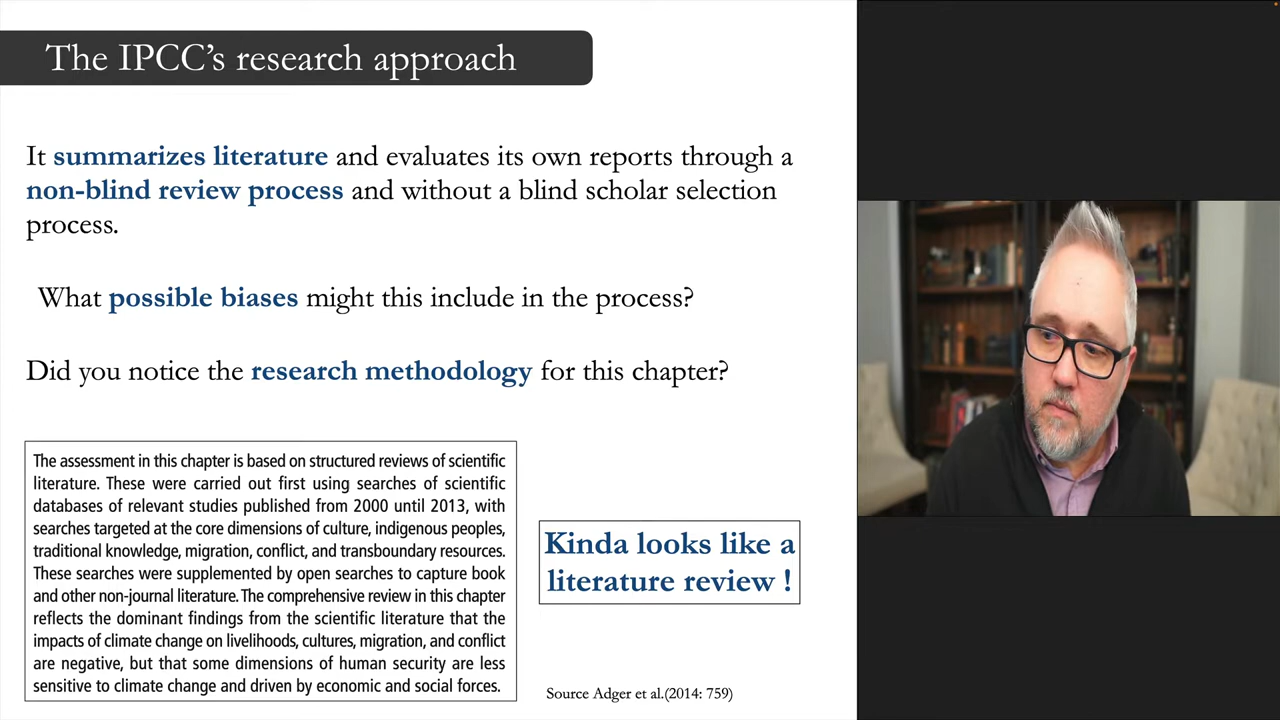 The IPCC’s research approach
It summarizes literature and evaluates its own reports through a
non-blind review process and without a blind scholar selection
process.
What possible biases might this include in the process?
Did you notice the research methodology for this chapter?
The assessment in this chapter is based on structured reviews of scientific
literature. These were carried out first using searches of scientific
databases of relevant studies published from 2000 until 2013, with
searches targeted at the core dimensions of culture, indigenous peoples,
traditional knowledge, migration, conflict, and transboundary resources.
These searches were supplemented by open searches to capture book
and other non-journal literature. The comprehensive review in this chapter
reflects the dominant findings from the scientific literature that the
impacts of climate change on livelihoods, cultures, migration, and conflict
are negative, but that some dimensions of human security are less
sensitive to climate change and driven by economic and social forces.
Kinda looks like a
literature review !
Source Adger et al.(2014: 759)